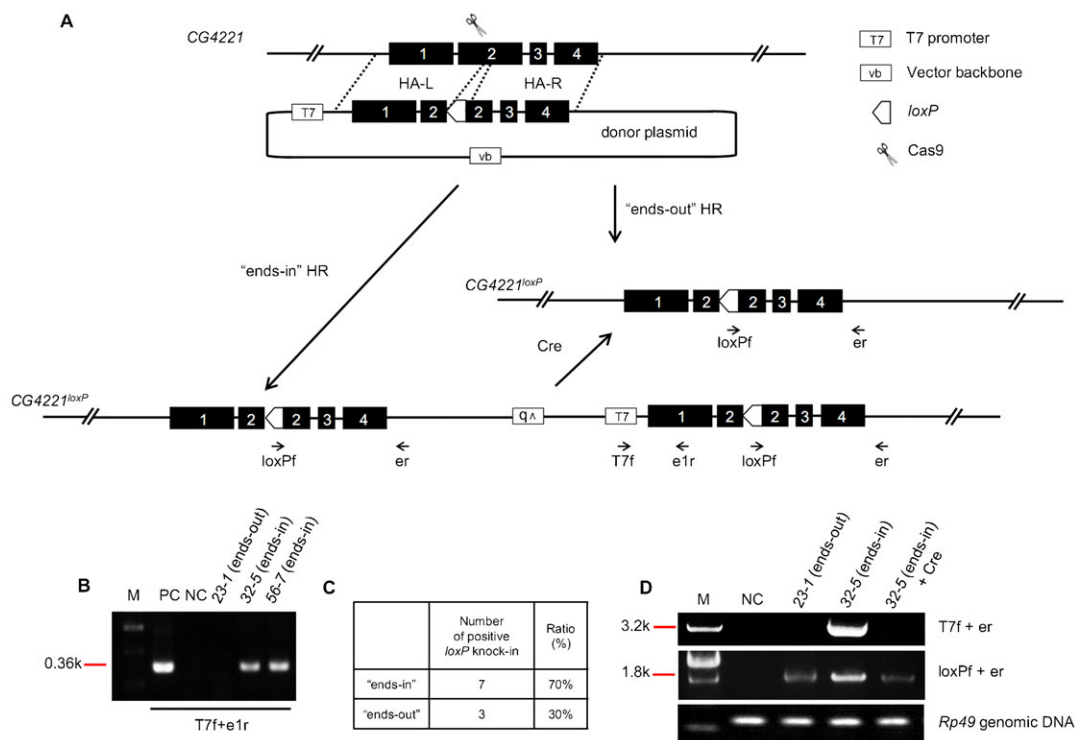 A
CG4221
1 2 3 4
HA-L HA-R
T7 1 2 2 3 4
donor plasmid
vb
T7 T7 promoter
vb Vector backbone
loxP
Cas9
"ends-out" HR
"ends-in" HR
CG4221loxP
1 2 2 3 4
loxPf er
Cre
CG4221loxP
1 2 2 3 4 vb T7 1 2 2 3 4
loxPf er T7f e1r loxPf er
B
M PC NC 23-1 (ends-out) 32-5 (ends-in) 56-7 (ends-in)
0.36k
T7f+e1r
C
Number of positive loxP knock-in
Ratio (%)
"ends-in" 7 70%
"ends-out" 3 30%
D
M NC 23-1 (ends-out) 32-5 (ends-in) 32-5 (ends-in) + Cre
3.2k T7f + er
1.8k loxPf + er
Rp49 genomic DNA